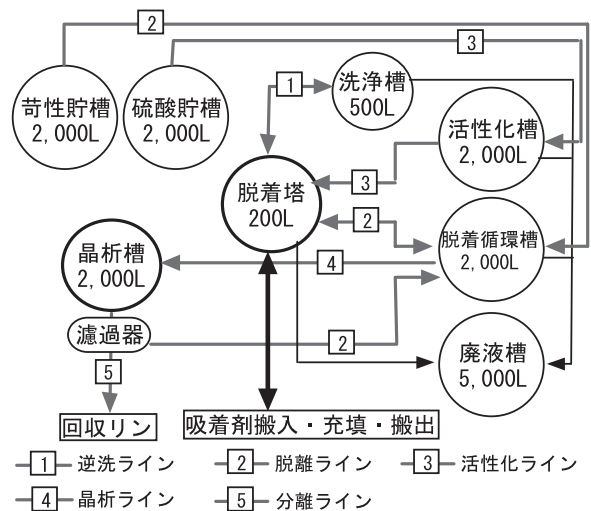 2
3
苛性貯槽
2,000L
硫酸貯槽
2,000L
1
洗浄槽
500L
活性化槽
2,000L
脱着塔
200L
3
2
脱着循環槽
2,000L
晶析槽
2,000L
4
濾過器
2
5
廃液槽
5,000L
回収リン
吸着剤搬入・充填・搬出
1 逆洗ライン
2 脱離ライン
3 活性化ライン
4 晶析ライン
5 分離ライン